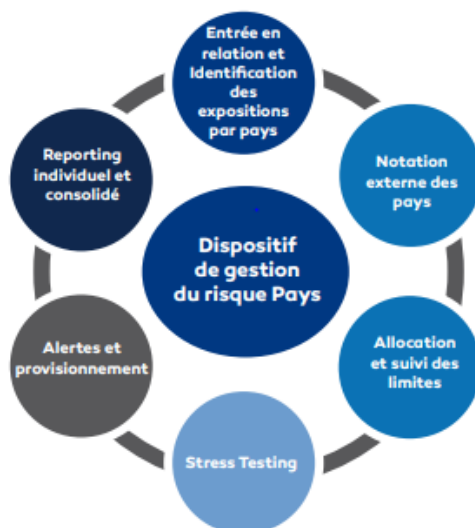 Entrée en
relation et
Identification
des
expositions
par pays
Notation
externe des
pays
Allocation
et suivi des
limites
Stress Testing
Alertes et
provisionnement
Reporting
individuel et
consolidé
Dispositif
de gestion
du risque Pays